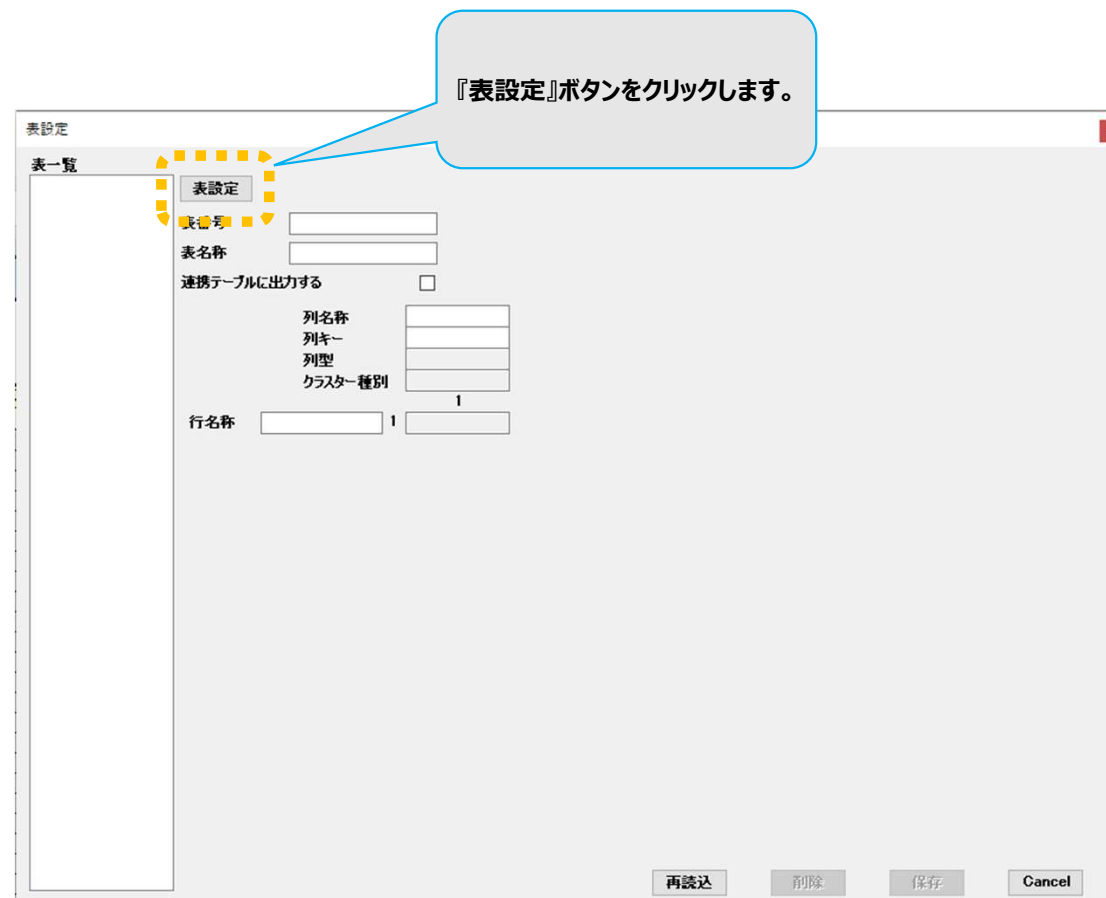 『表設定』ボタンをクリックします。
表設定
表一覧
表設定
表番号
表名称
連携テーブルに出力する
列名称
列キー
列型
クラスター種別
1
行名称 1
再読込 削除 保存 Cancel